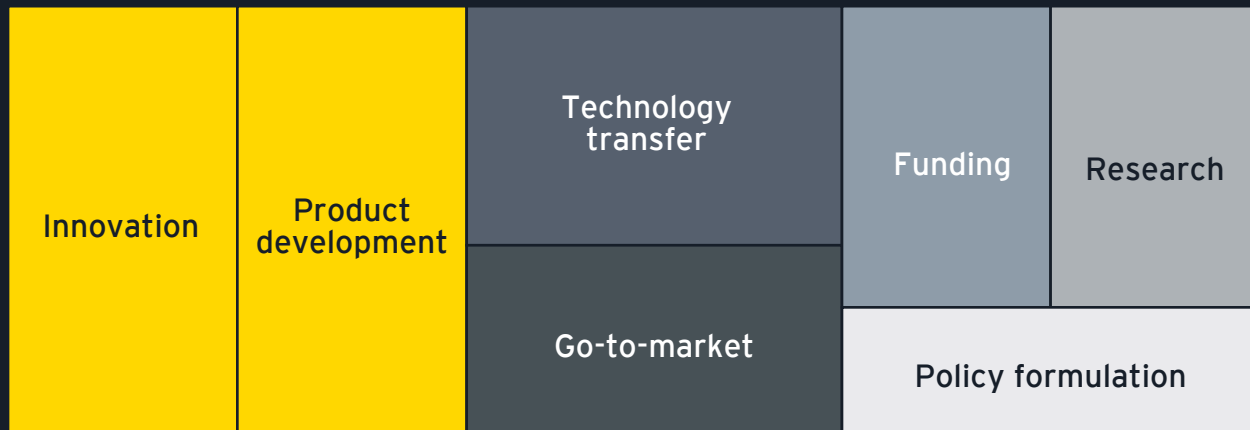 Innovation
Product
development
Technology
transfer
Go-to-market
Funding
Research
Policy formulation